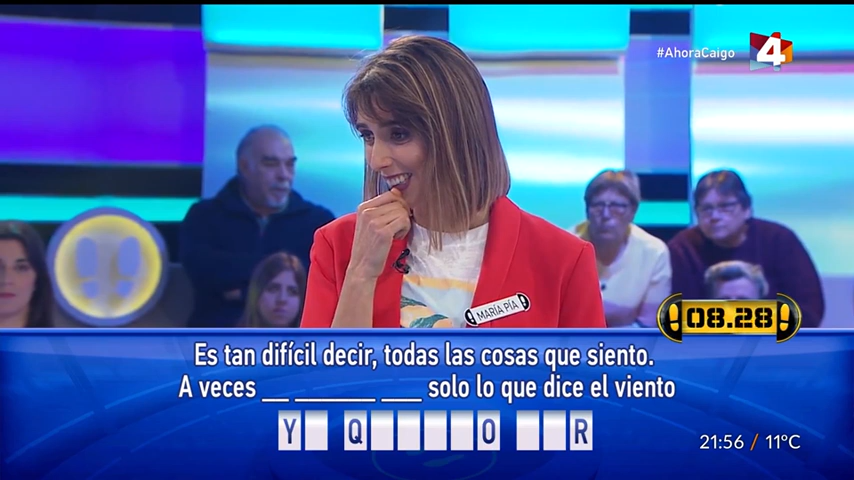 #AhoraCaigo
4
MARÍA PÍA
08.28
Es tan difícil decir, todas las cosas que siento.
A veces __ ______ ___ solo lo que dice el viento
Y Q O R
21:56 / 11°C